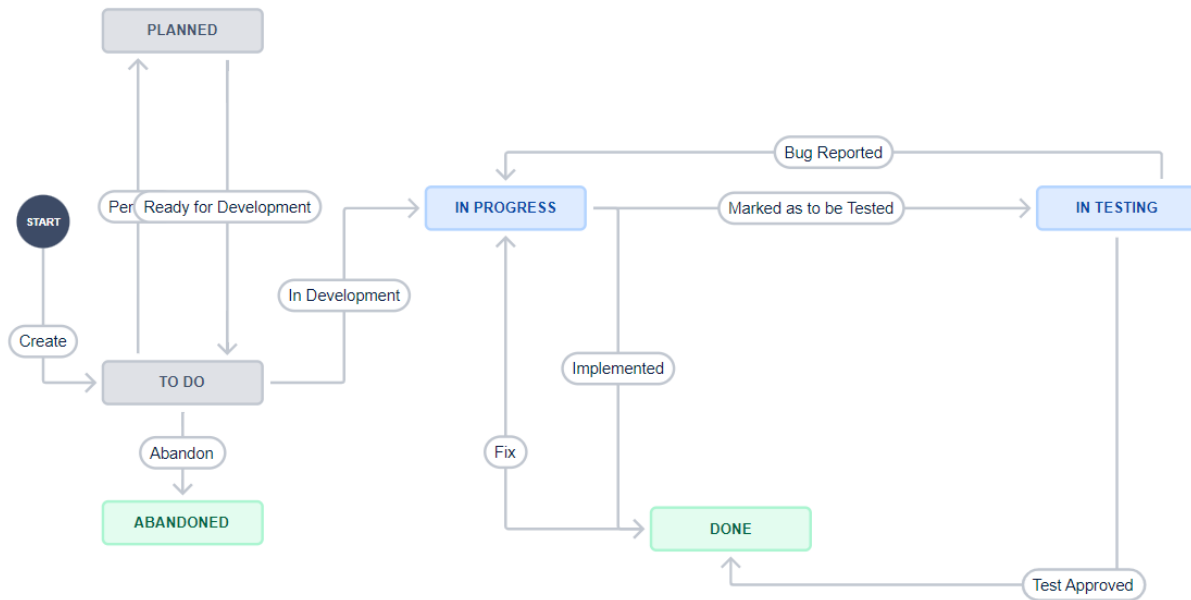 PLANNED
Bug Reported
START
Ready for Development
IN PROGRESS
Marked as to be Tested
IN TESTING
In Development
Create
Implemented
TO DO
Abandon
Fix
ABANDONED
DONE
Test Approved